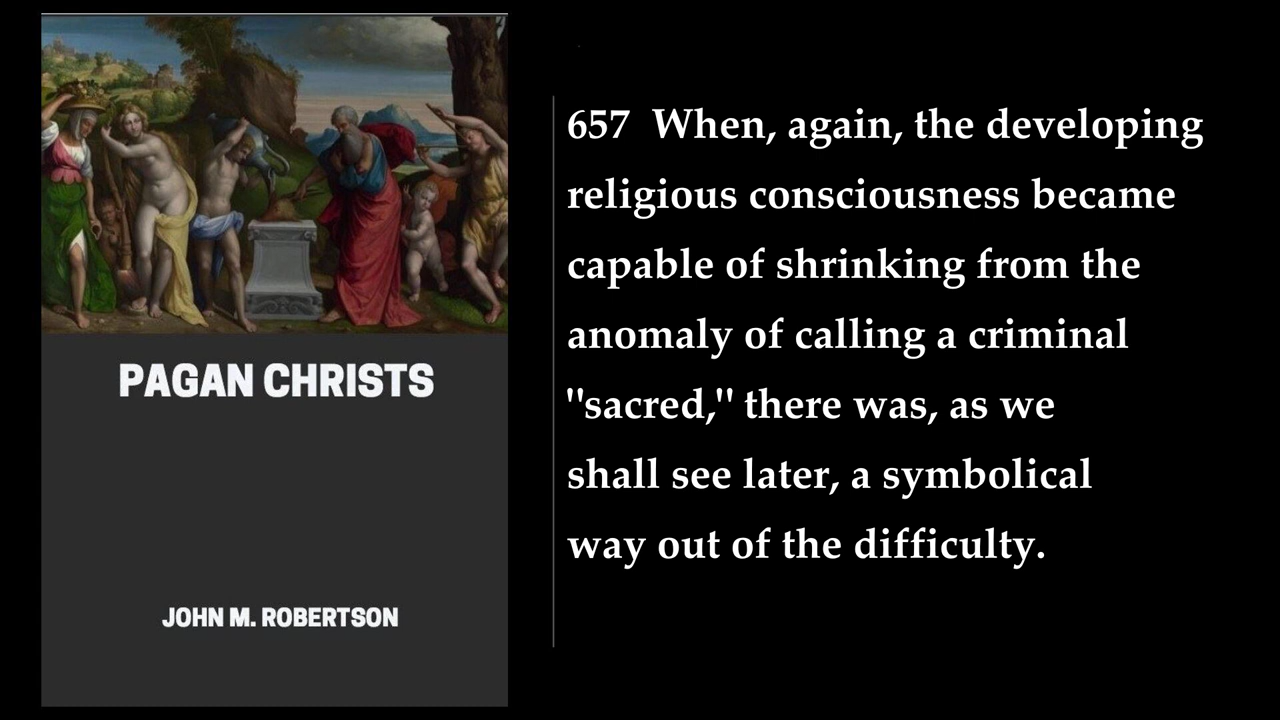 PAGAN CHRISTS
JOHN M. ROBERTSON
657 When, again, the developing
religious consciousness became
capable of shrinking from the
anomaly of calling a criminal
"sacred," there was, as we
shall see later, a symbolical
way out of the difficulty.